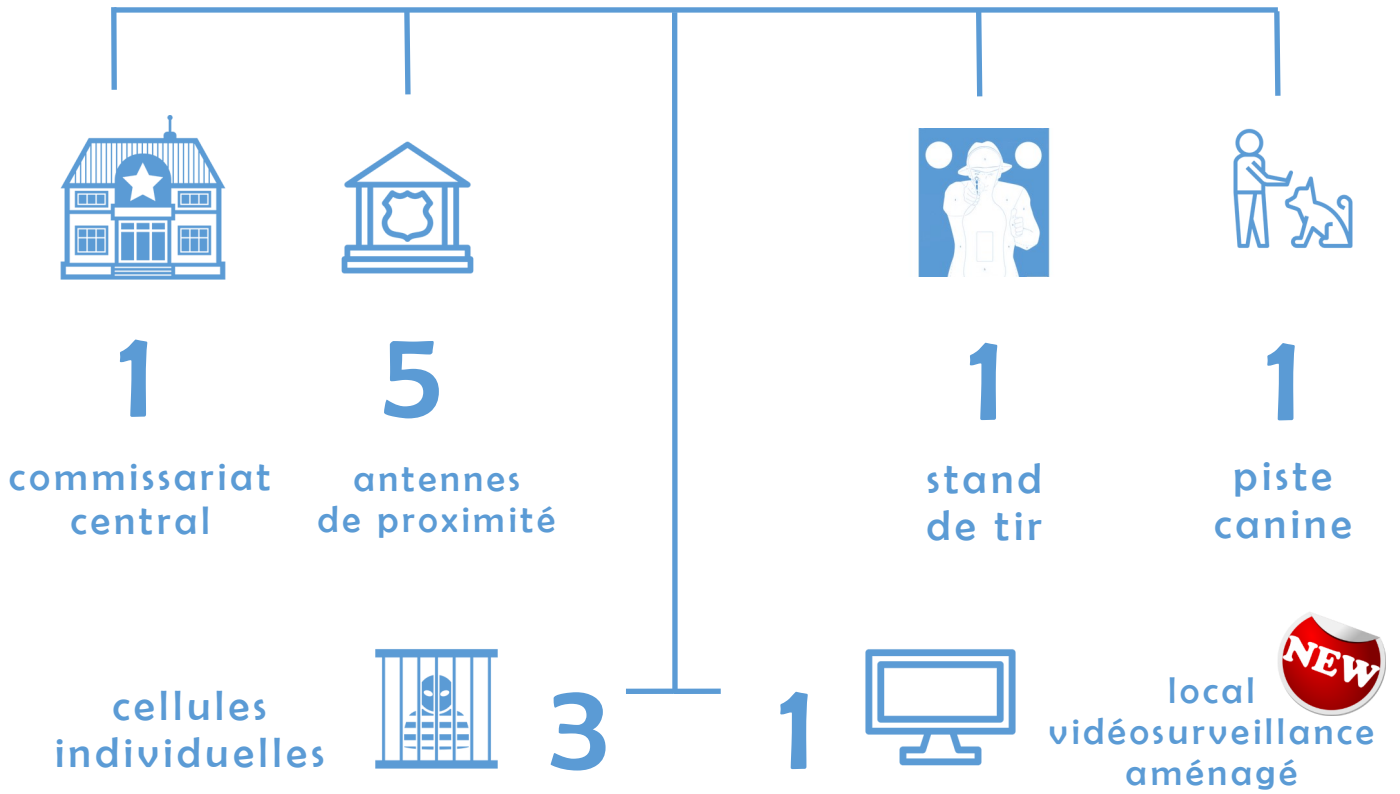 1
commissariat
central
5
antennes
de proximité
1
stand
de tir
1
piste
canine
cellules
individuelles
3
1
NEW
local
vidéosurveillance
aménagé